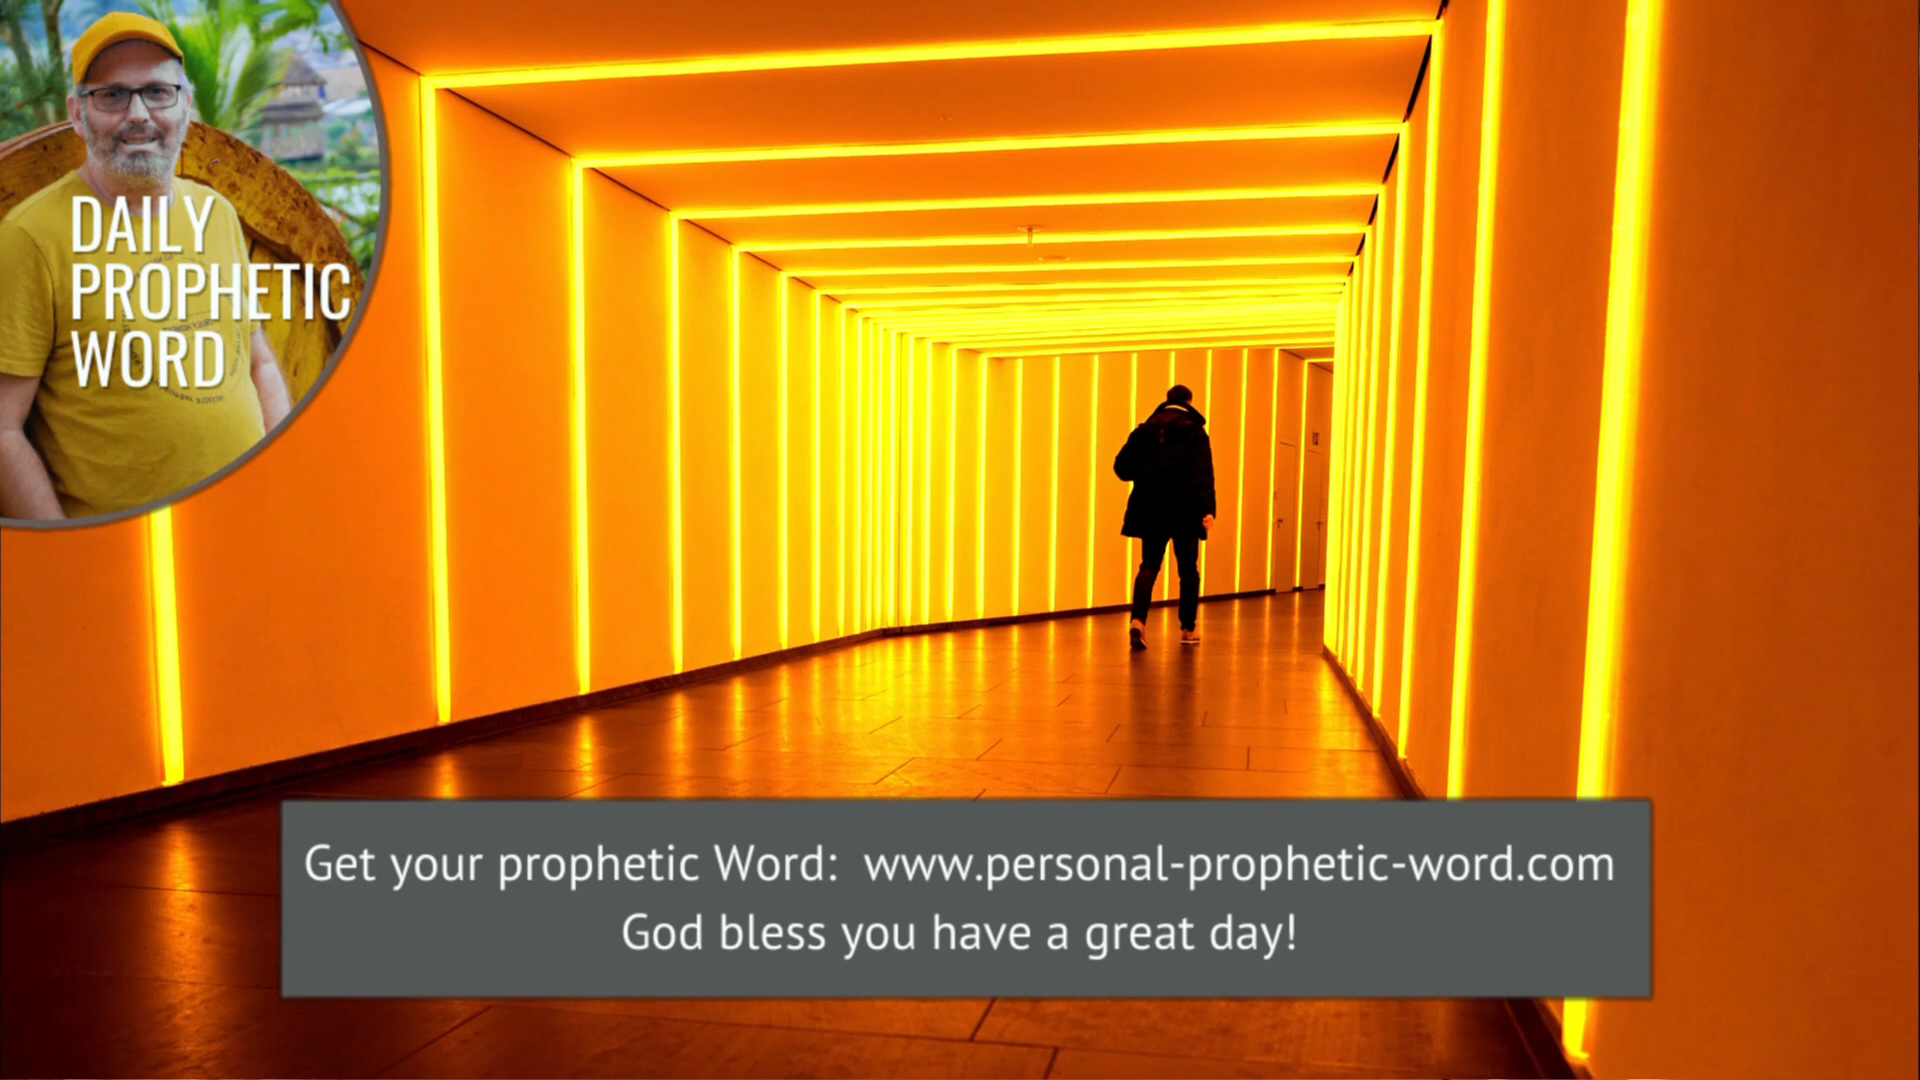 DAILY
PROPHETIC
WORD
Get your prophetic Word: www.personal-prophetic-word.com
God bless you have a great day!